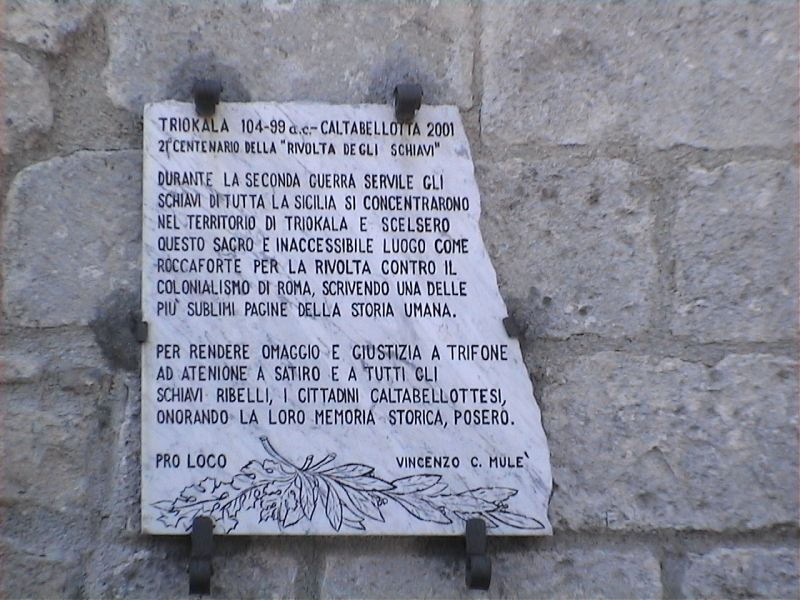 TRIOKALA 104-99 a.c.- CALTABELLOTTA 2001
21°CENTENARIO DELLA "RIVOLTA DEGLI SCHIAVI"
DURANTE LA SECONDA GUERRA SERVILE GLI
SCHIAVI DI TUTTA LA SICILIA SI CONCENTRARONO
NEL TERRITORIO DI TRIOKALA E SCELSERO
QUESTO SACRO E INACCESSIBILE LUOGO COME
ROCCAFORTE PER LA RIVOLTA CONTRO IL
COLONIALISMO DI ROMA, SCRIVENDO UNA DELLE
PIU' SUBLIMI PAGINE DELLA STORIA UMANA.
PER RENDERE OMAGGIO E GIUSTIZIA A TRIFONE
AD ATENIONE A SATIRO E A TUTTI GLI
SCHIAVI RIBELLI, I CITTADINI CALTABELLOTTESI,
ONORANDO LA LORO MEMORIA STORICA, POSERO.
PRO LOCO VINCENZO C. MULE'